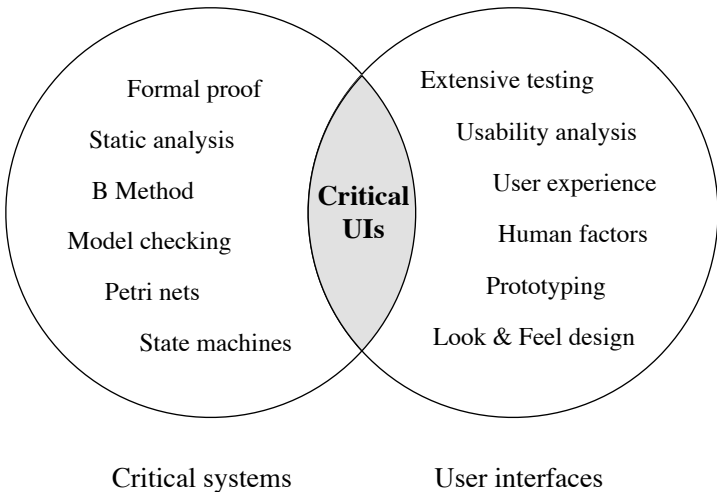 Formal proof
Static analysis
B Method
Model checking
Petri nets
State machines
Critical
UIs
Extensive testing
Usability analysis
User experience
Human factors
Prototyping
Look & Feel design
Critical systems
User interfaces